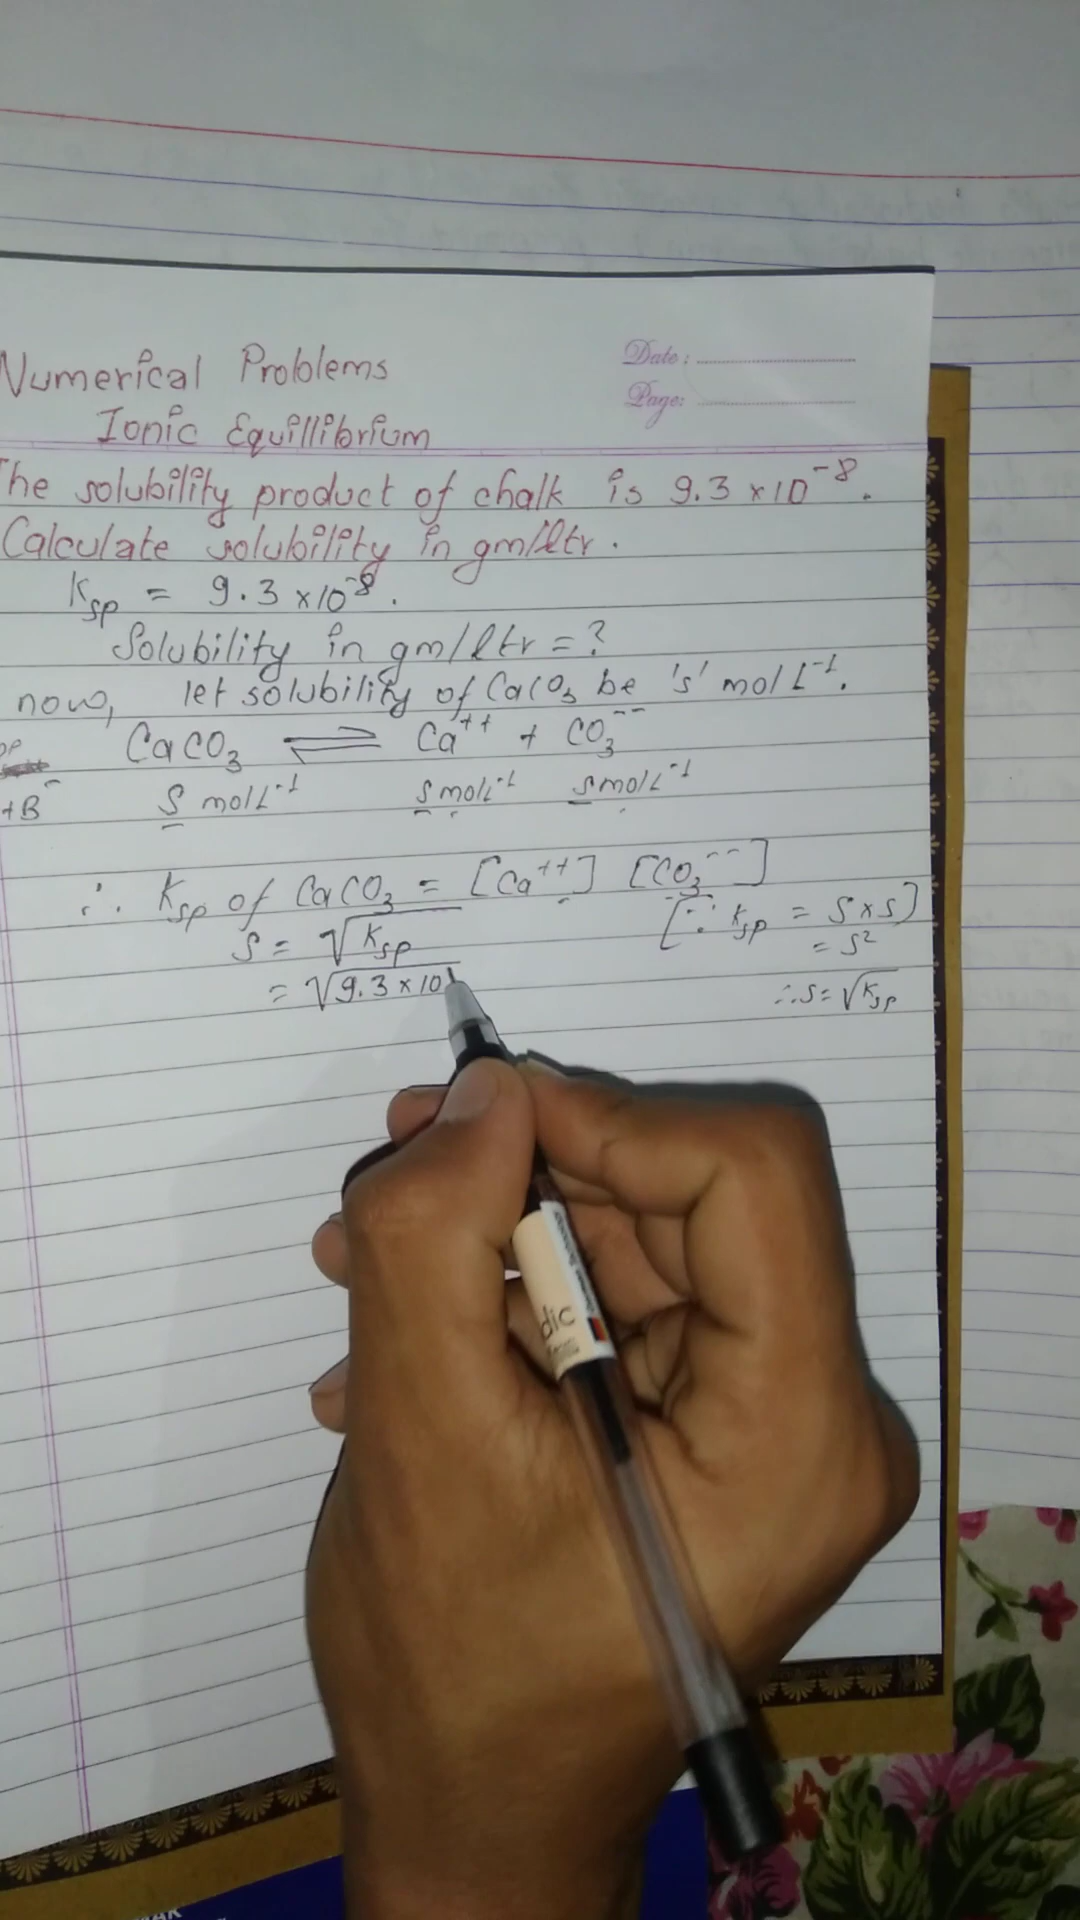 Numerical Problems
Date:
Page:
Ionic Equillibrium
The solubility product of chalk is 9.3 × 10⁻⁸.
Calculate solubility in gm/ltr.
Ksp = 9.3 × 10⁻⁸.
Solubility in gm/ltr = ?
now, let solubility of CaCO₃ be 's' mol L⁻¹.
CaCO₃ ⇌ Ca⁺⁺ + CO₃⁻⁻
+B⁻ S mol L⁻¹ S mol L⁻¹ S mol L⁻¹
∴ Ksp of CaCO₃ = [Ca⁺⁺] [CO₃⁻⁻]
S = √Ksp
[∵ Ksp = S × S]
= S²
= √9.3 × 10
∴ S = √Ksp
dic